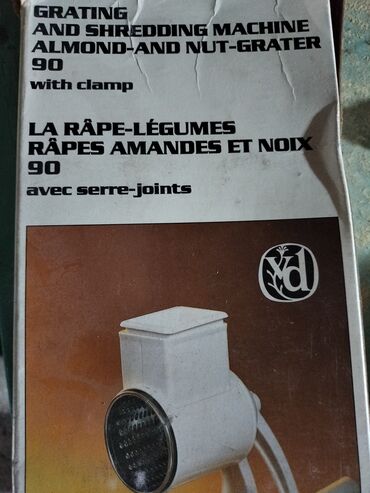 GRATING
AND SHREDDING MACHINE
ALMOND-AND NUT-GRATER
90
with clamp
LA RÂPE-LÉGUMES
RÂPES AMANDES ET NOIX
90
avec serre-joints